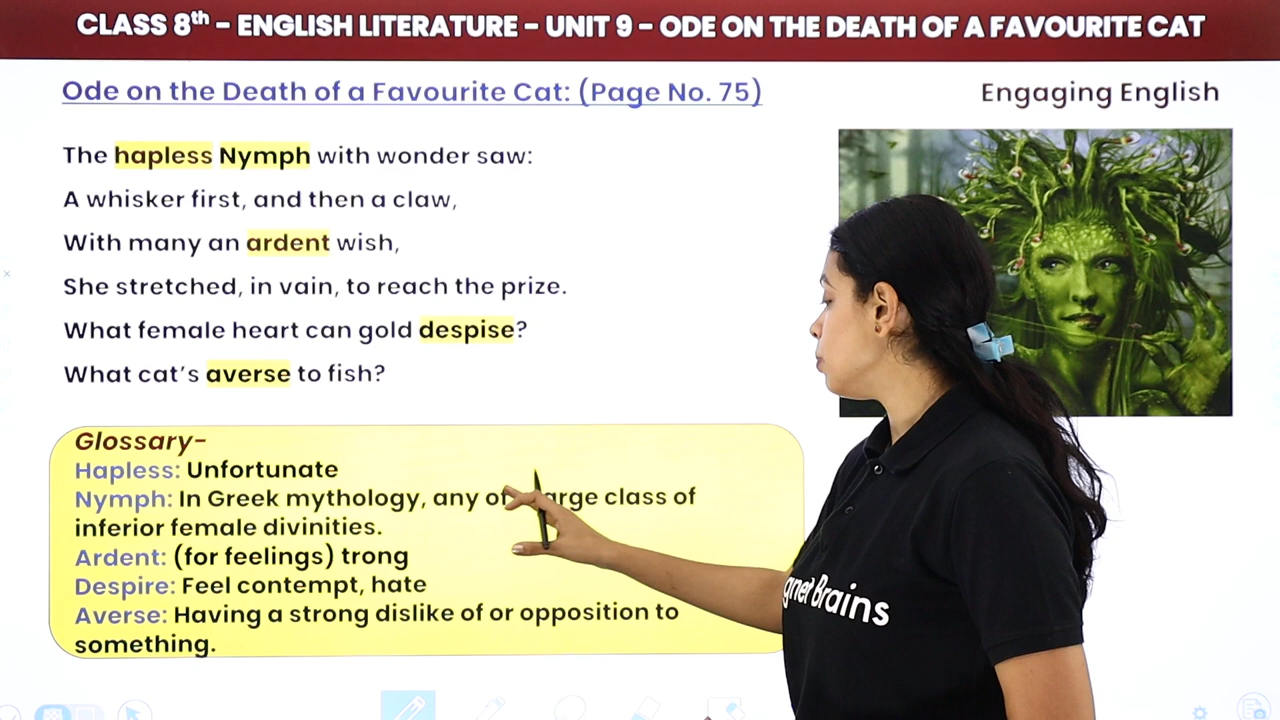 CLASS 8th – ENGLISH LITERATURE – UNIT 9 – ODE ON THE DEATH OF A FAVOURITE CAT
Ode on the Death of a Favourite Cat: (Page No. 75)
Engaging English
The hapless Nymph with wonder saw:
A whisker first, and then a claw,
With many an ardent wish,
She stretched, in vain, to reach the prize.
What female heart can gold despise?
What cat's averse to fish?
Glossary-
Hapless: Unfortunate
Nymph: In Greek mythology, any of arge class of
inferior female divinities.
Ardent: (for feelings) trong
Despire: Feel contempt, hate
Averse: Having a strong dislike of or opposition to
something.
gnet Brains